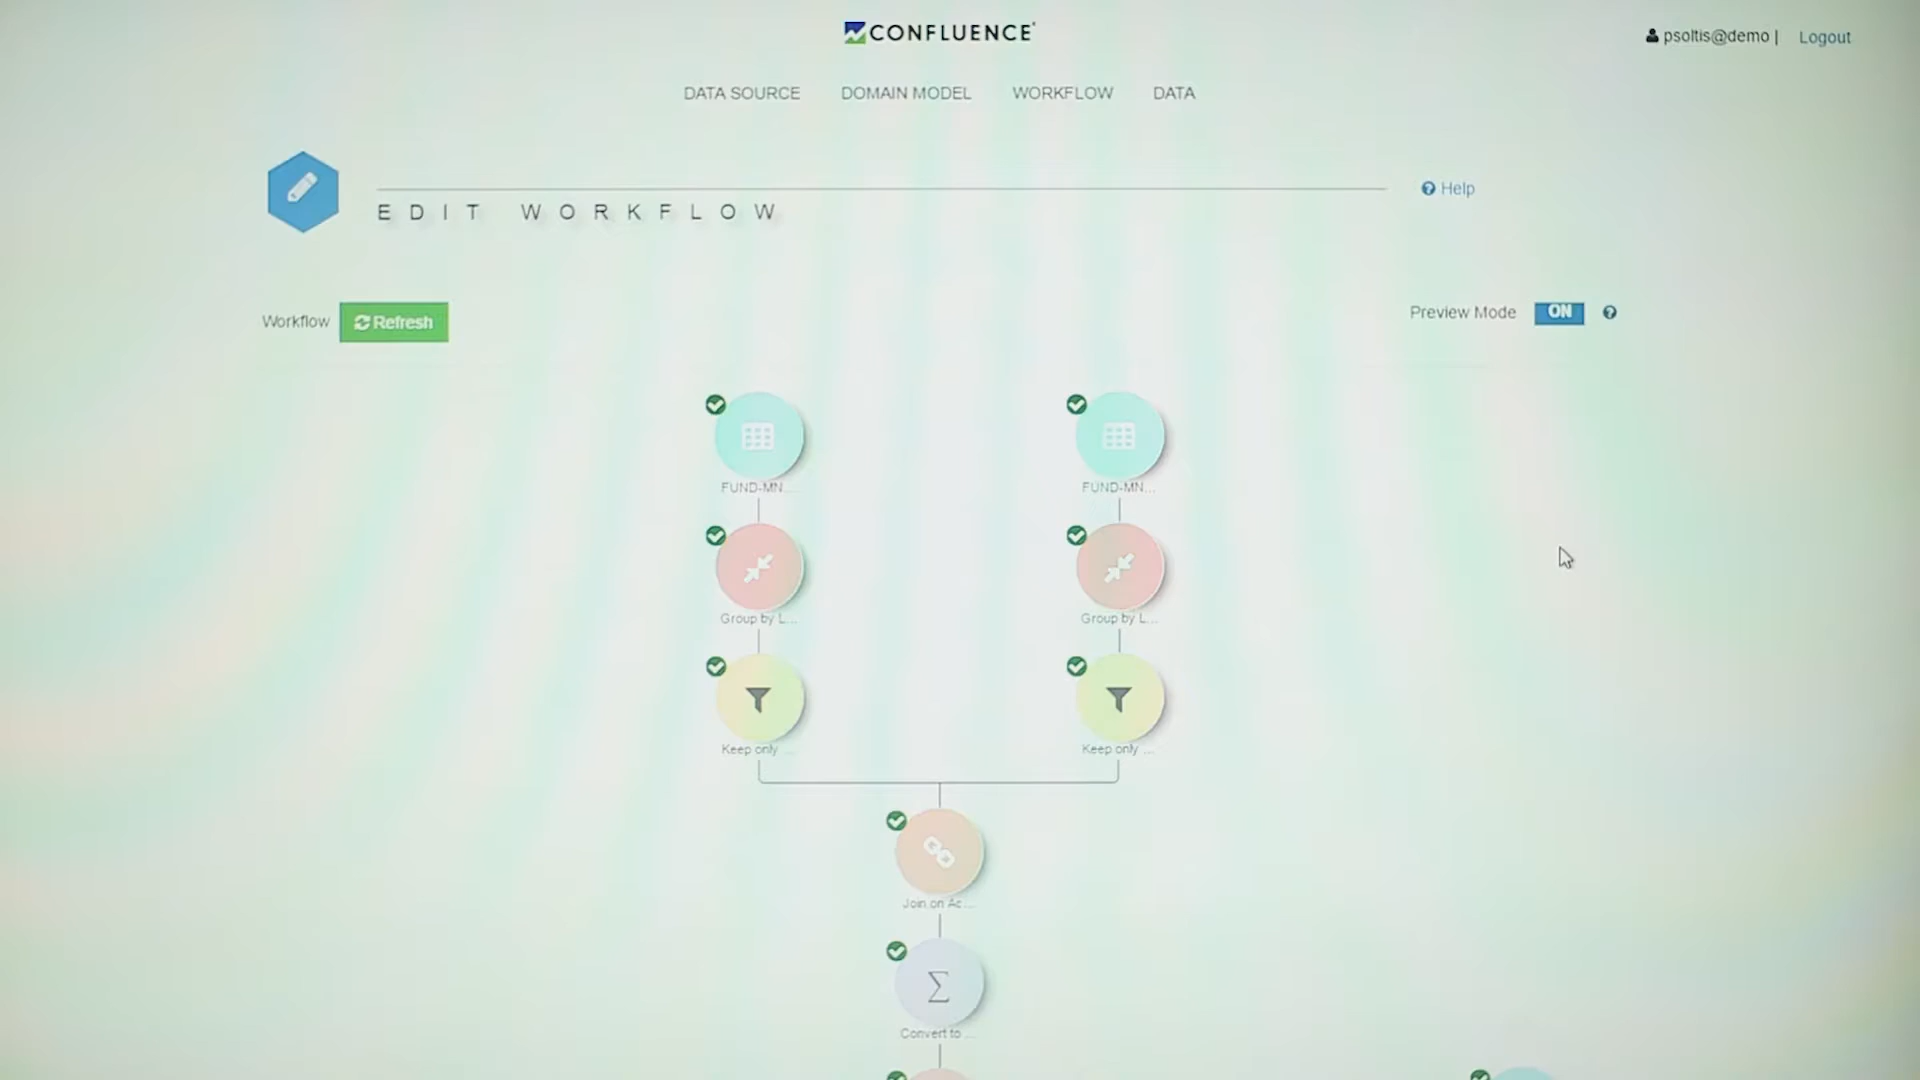 CONFLUENCE
psoltis@demo | Logout
DATA SOURCE DOMAIN MODEL WORKFLOW DATA
EDIT WORKFLOW
Help
Workflow Refresh
Preview Mode ON
FUND-MN... FUND-MN...
Group by L... Group by L...
Keep only ... Keep only ...
Join on Ac...
Convert to ...